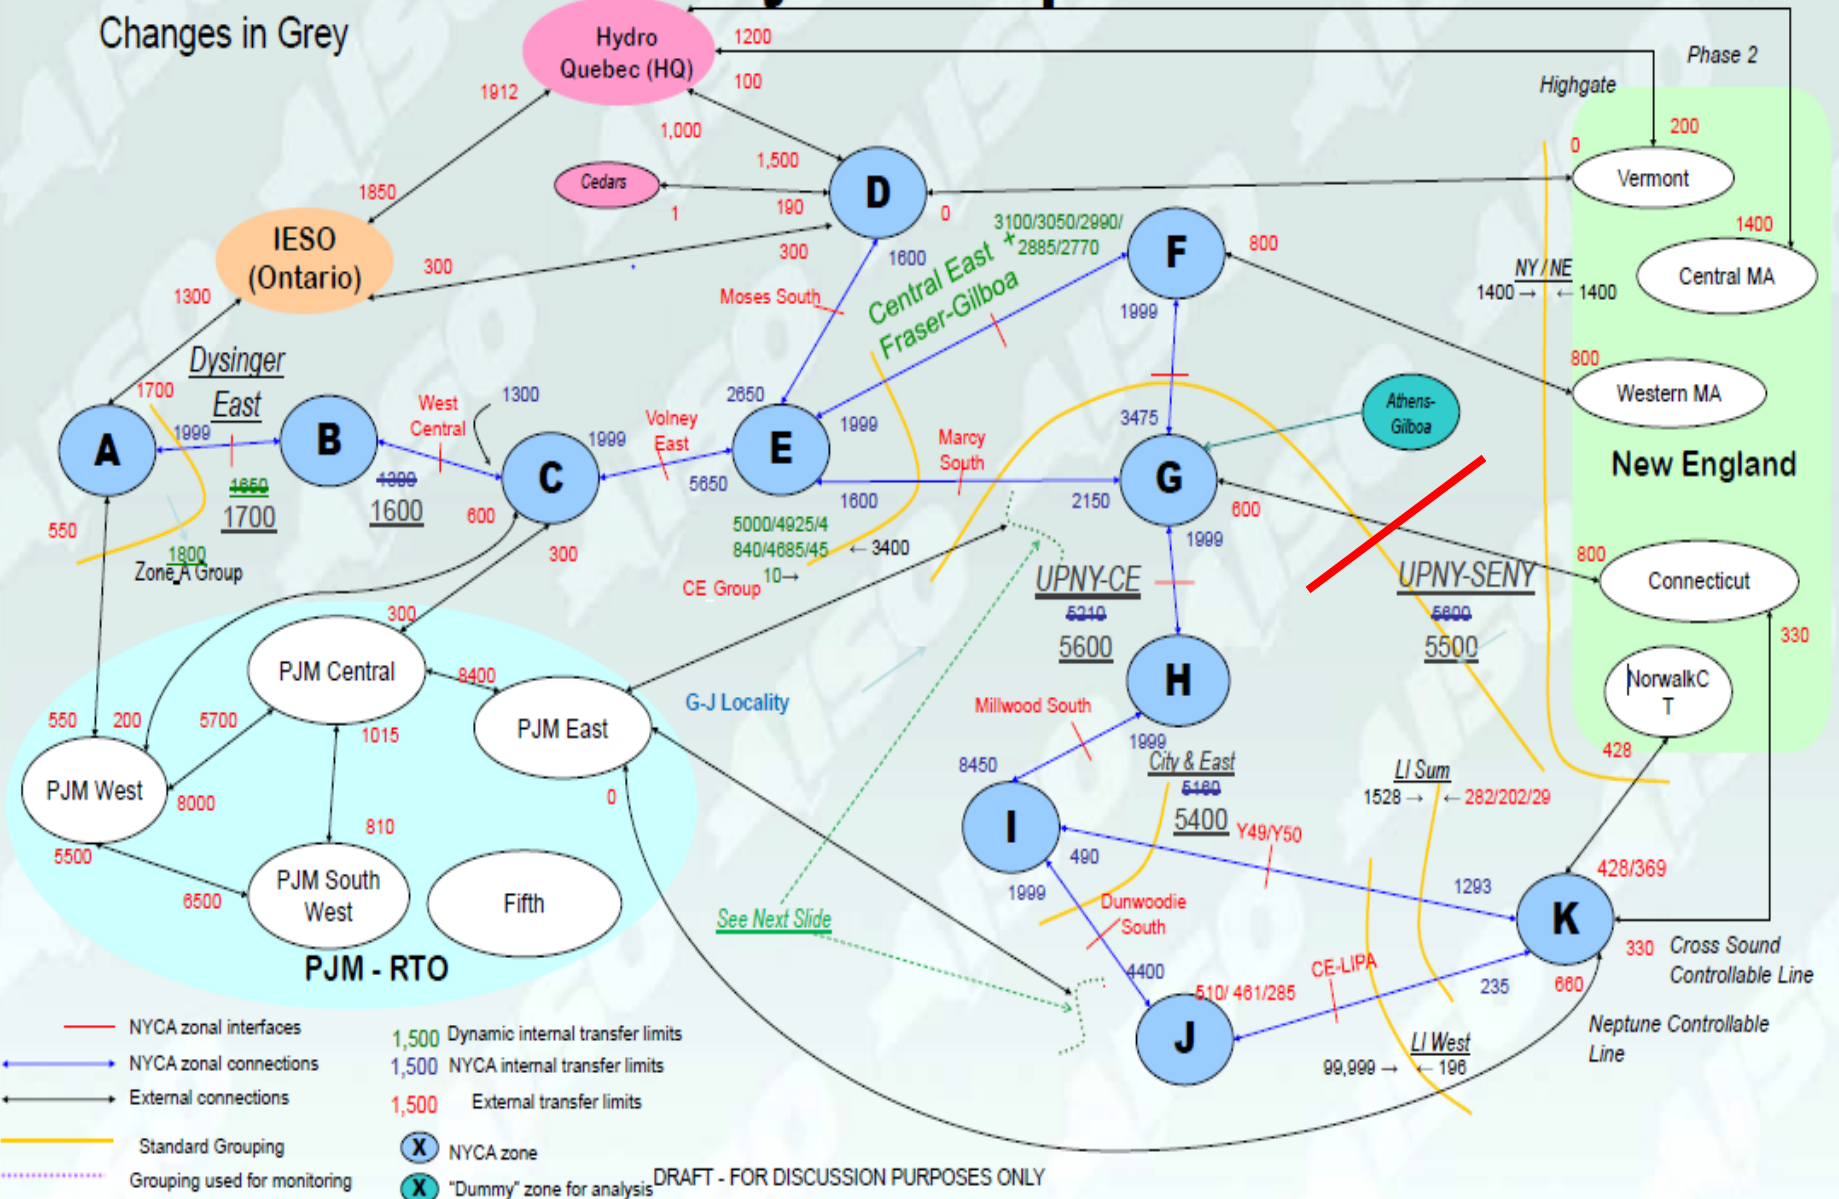 Changes in Grey
Hydro
Quebec (HQ)
1200
100
Phase 2
Highgate
1912
1,000
1,500
200
0
Cedars
D
Vermont
1850
1
190
0
3100/3050/2990/
2885/2770
+
F
800
1400
IESO
(Ontario)
300
300
1600
Central East
Fraser-Gilboa
NY / NE
1400 →
← 1400
Central MA
1300
Moses South
1999
Dysinger
East
1700
800
Western MA
West
Central
1300
2650
Volney
East
1999
Marcy
South
3475
Athens-
Gilboa
A
1999
B
C
1999
E
G
New England
1650
1700
1300
1600
5650
1600
2150
600
550
600
300
5000/4925/4
840/4685/45
10→
← 3400
1999
800
Connecticut
1800
Zone_A Group
CE_Group
UPNY-CE
5210
5600
UPNY-SENY
5600
5500
330
300
PJM Central
8400
G-J Locality
H
NorwalkC
T
PJM East
Millwood South
550
200
5700
1015
1999
428
PJM West
8000
0
8450
City & East
5160
5400
LI Sum
1528 →
← 282/202/29
I
490
Y49/Y50
810
5500
6500
PJM South
West
Fifth
1999
1293
428/369
See Next Slide
Dunwoodie
South
K
PJM - RTO
4400
510/ 461/285
CE-LIPA
235
660
330
Cross Sound
Controllable Line
J
Neptune Controllable
Line
LI West
99,999 →
← 196
NYCA zonal interfaces
NYCA zonal connections
External connections
Standard Grouping
Grouping used for monitoring
1,500 Dynamic internal transfer limits
1,500 NYCA internal transfer limits
1,500 External transfer limits
X NYCA zone
X "Dummy" zone for analysis
DRAFT - FOR DISCUSSION PURPOSES ONLY